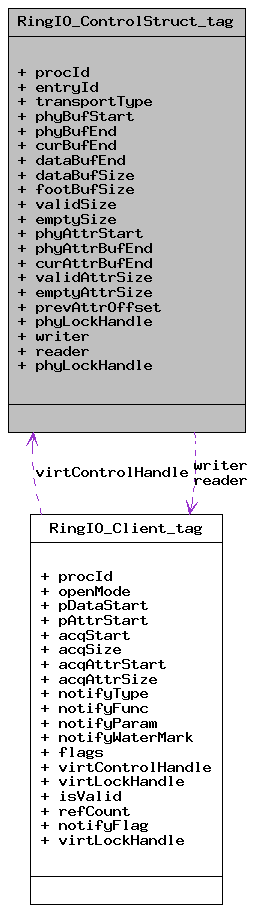 RingIO_ControlStruct_tag
+ procId
+ entryId
+ transportType
+ phyBufStart
+ phyBufEnd
+ curBufEnd
+ dataBufEnd
+ dataBufSize
+ footBufSize
+ validSize
+ emptySize
+ phyAttrStart
+ phyAttrBufEnd
+ curAttrBufEnd
+ validAttrSize
+ emptyAttrSize
+ prevAttrOffset
+ phyLockHandle
+ writer
+ reader
+ phyLockHandle
virtControlHandle
writer
reader
RingIO_Client_tag
+ procId
+ openMode
+ pDataStart
+ pAttrStart
+ acqStart
+ acqSize
+ acqAttrStart
+ acqAttrSize
+ notifyType
+ notifyFunc
+ notifyParam
+ notifyWaterMark
+ flags
+ virtControlHandle
+ virtLockHandle
+ isValid
+ refCount
+ notifyFlag
+ virtLockHandle